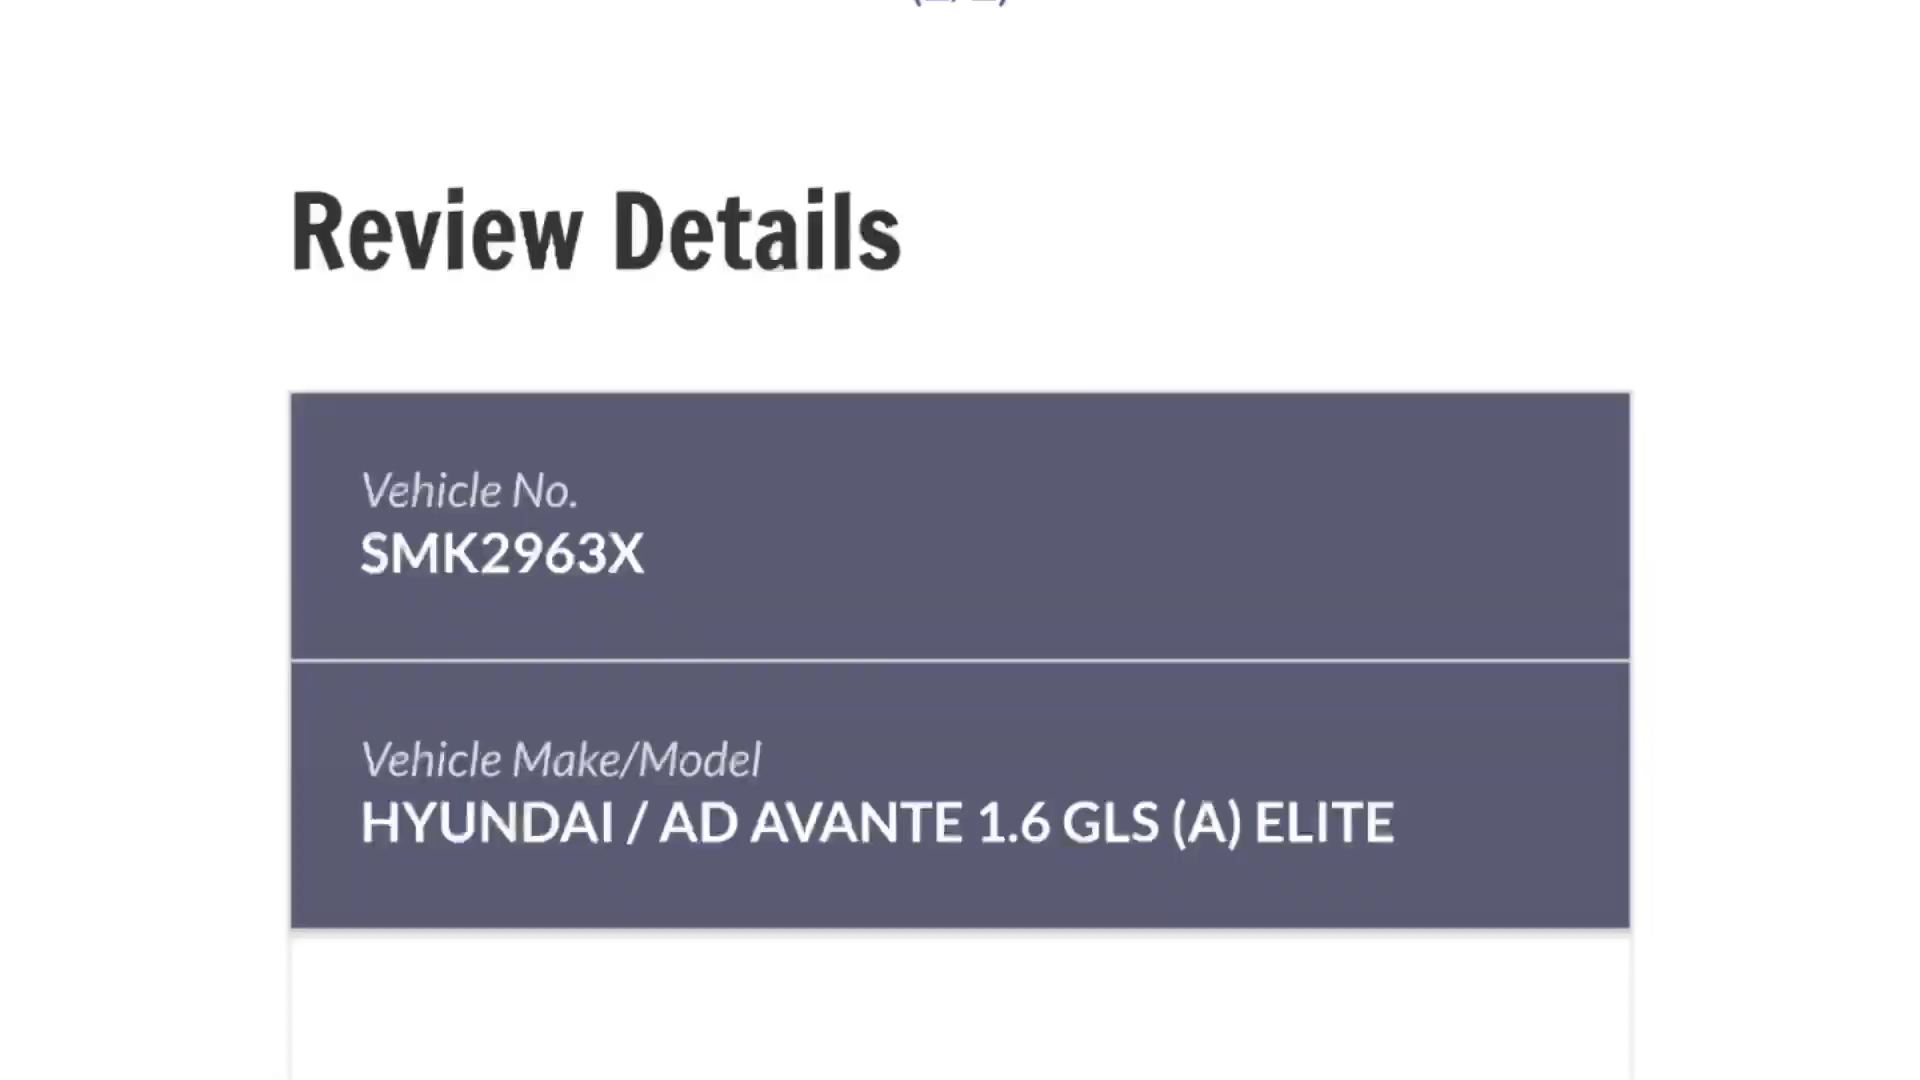 Review Details
Vehicle No.
SMK2963X
Vehicle Make/Model
HYUNDAI / AD AVANTE 1.6 GLS (A) ELITE